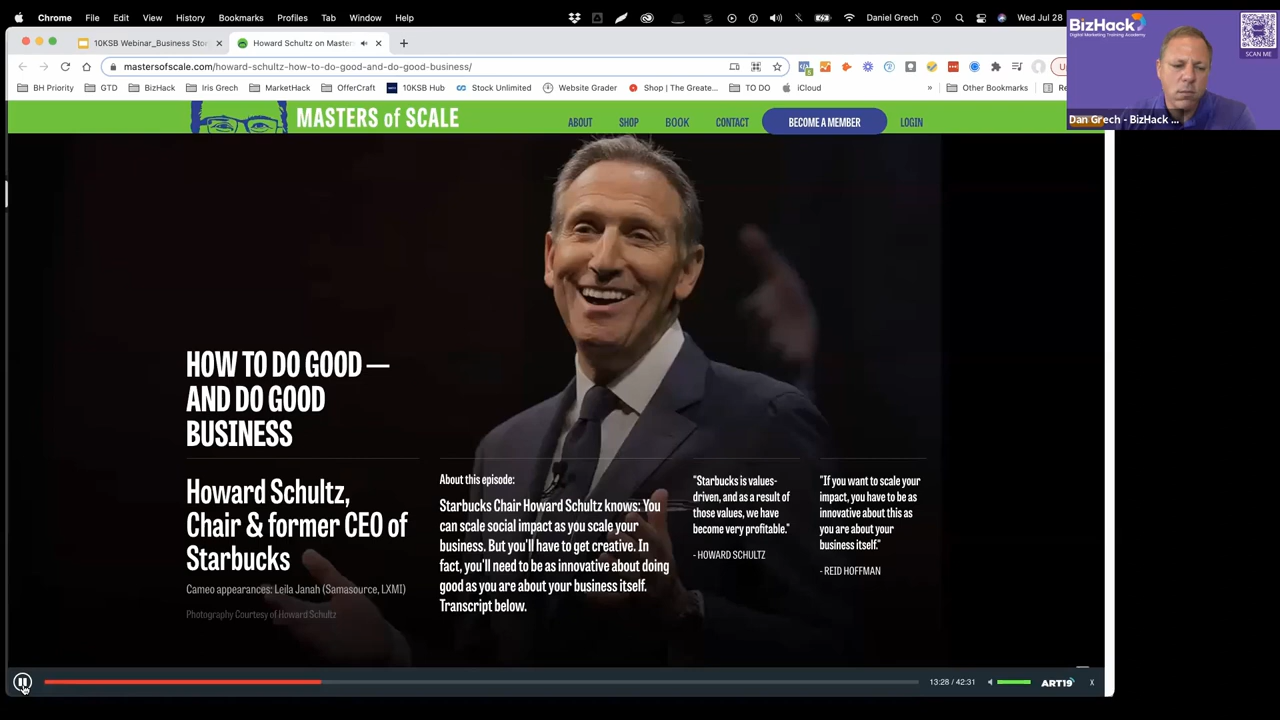 Chrome File Edit View History Bookmarks Profiles Tab Window Help Daniel Grech Wed Jul 28
10KSB Webinar_Business Stor
Howard Schultz on Masters
mastersofscale.com/howard-schultz-how-to-do-good-and-do-good-business/
BH Priority GTD BizHack Iris Grech MarketHack OfferCraft 10KSB Hub Stock Unlimited Website Grader Shop | The Greate... TO DO iCloud » Other Bookmarks
BizHack
Digital Marketing Training Academy
SCAN ME
Dan Grech - BizHack ...
MASTERS of SCALE
ABOUT SHOP BOOK CONTACT BECOME A MEMBER LOGIN
HOW TO DO GOOD —
AND DO GOOD
BUSINESS
Howard Schultz,
Chair & former CEO of
Starbucks
Cameo appearances: Leila Janah (Samasource, LXMI)
Photography Courtesy of Howard Schultz
About this episode:
Starbucks Chair Howard Schultz knows: You
can scale social impact as you scale your
business. But you'll have to get creative. In
fact, you'll need to be as innovative about doing
good as you are about your business itself.
Transcript below.
"Starbucks is values-
driven, and as a result of
those values, we have
become very profitable."
- HOWARD SCHULTZ
"If you want to scale your
impact, you have to be as
innovative about this as
you are about your
business itself."
- REID HOFFMAN
13:28 / 42:31
ART19
X